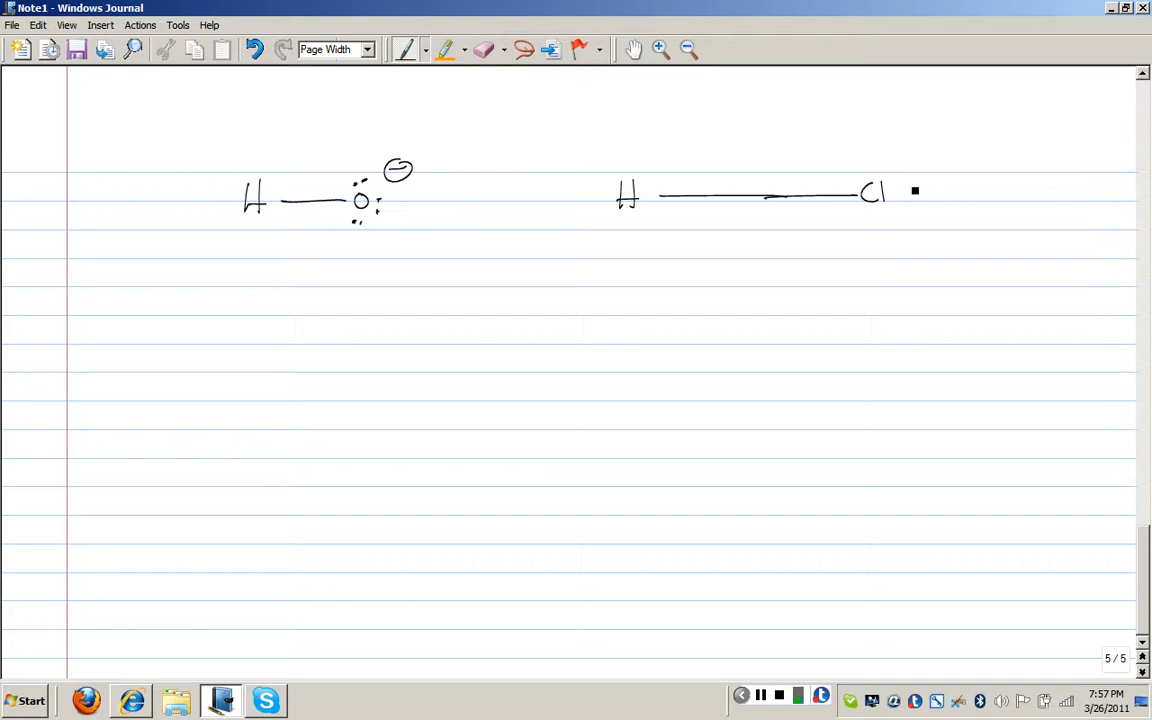 Note1 - Windows Journal
File Edit View Insert Actions Tools Help
Page Width
H — O ⊖
H — Cl
5 / 5
Start
7:57 PM
3/26/2011